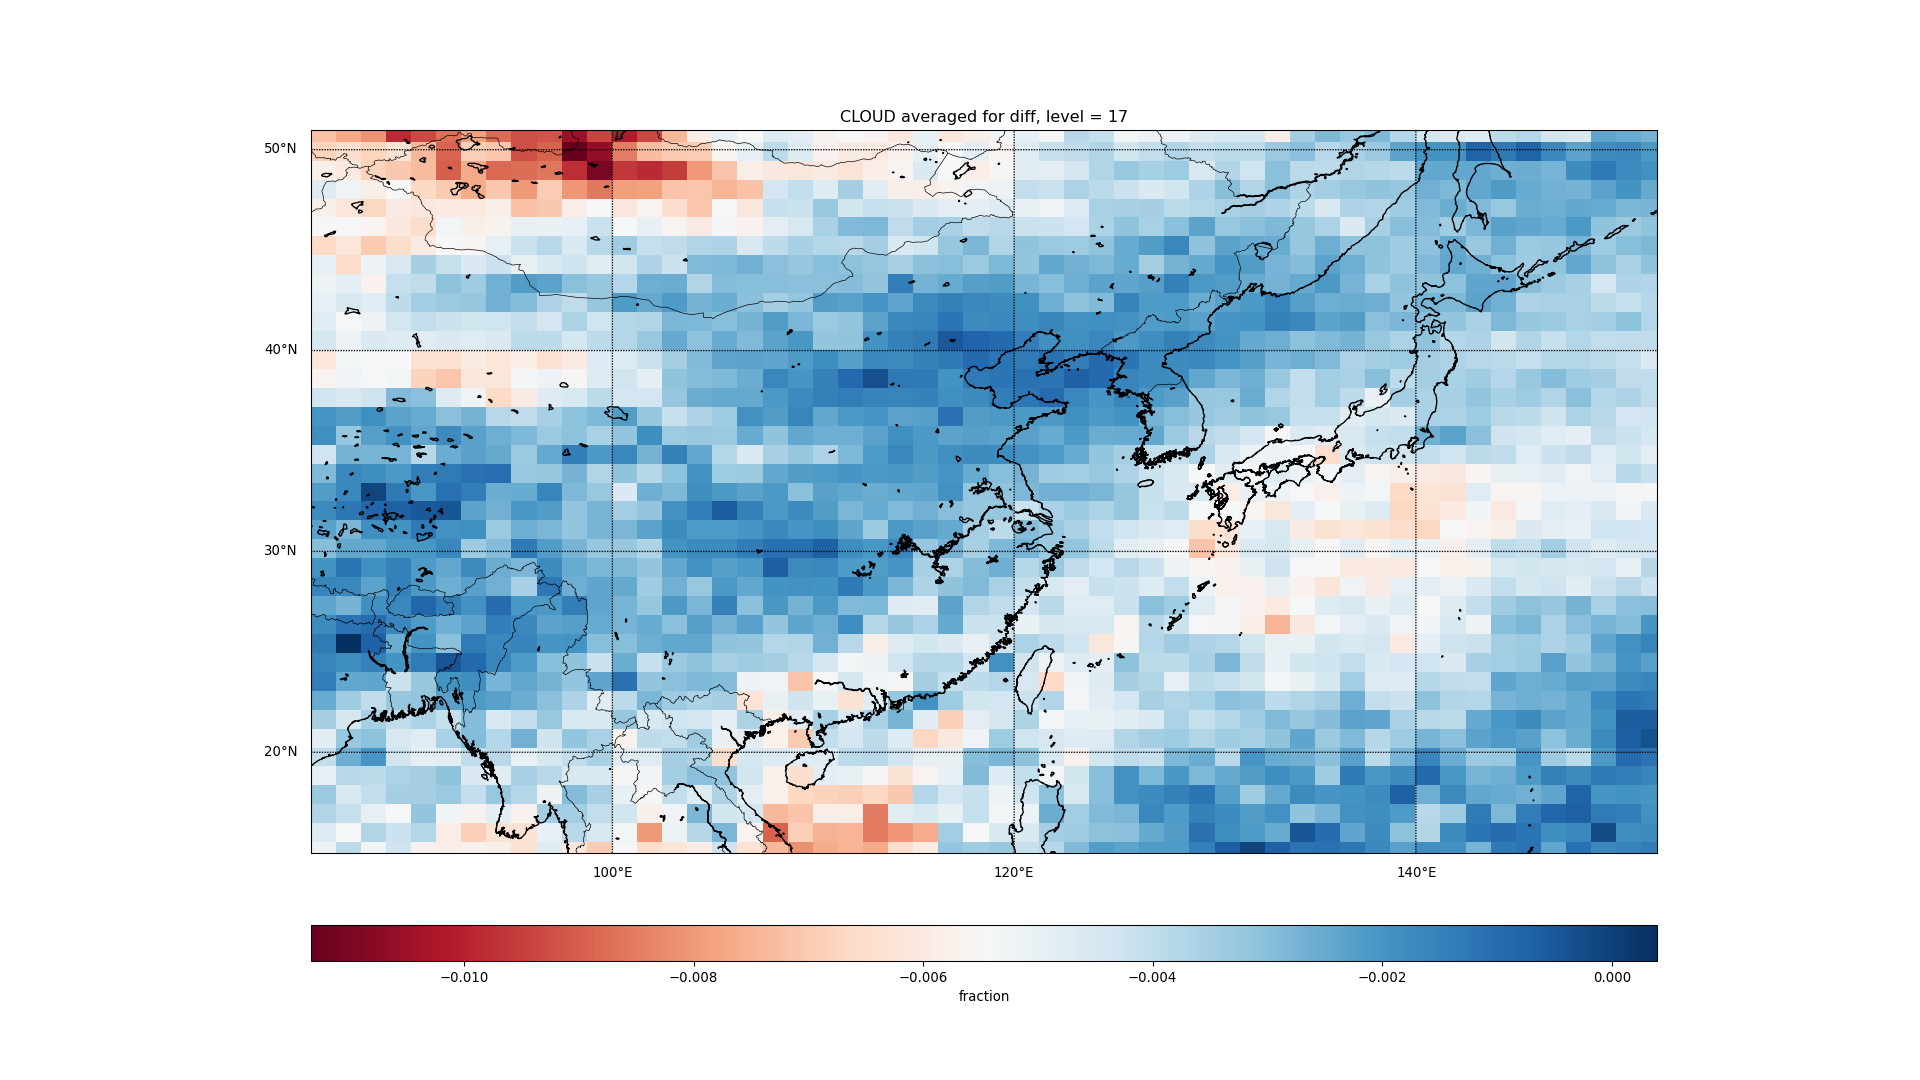 CLOUD averaged for diff, level = 17
50°N
40°N
30°N
20°N
100°E 120°E 140°E
−0.010 −0.008 −0.006 −0.004 −0.002 0.000
fraction